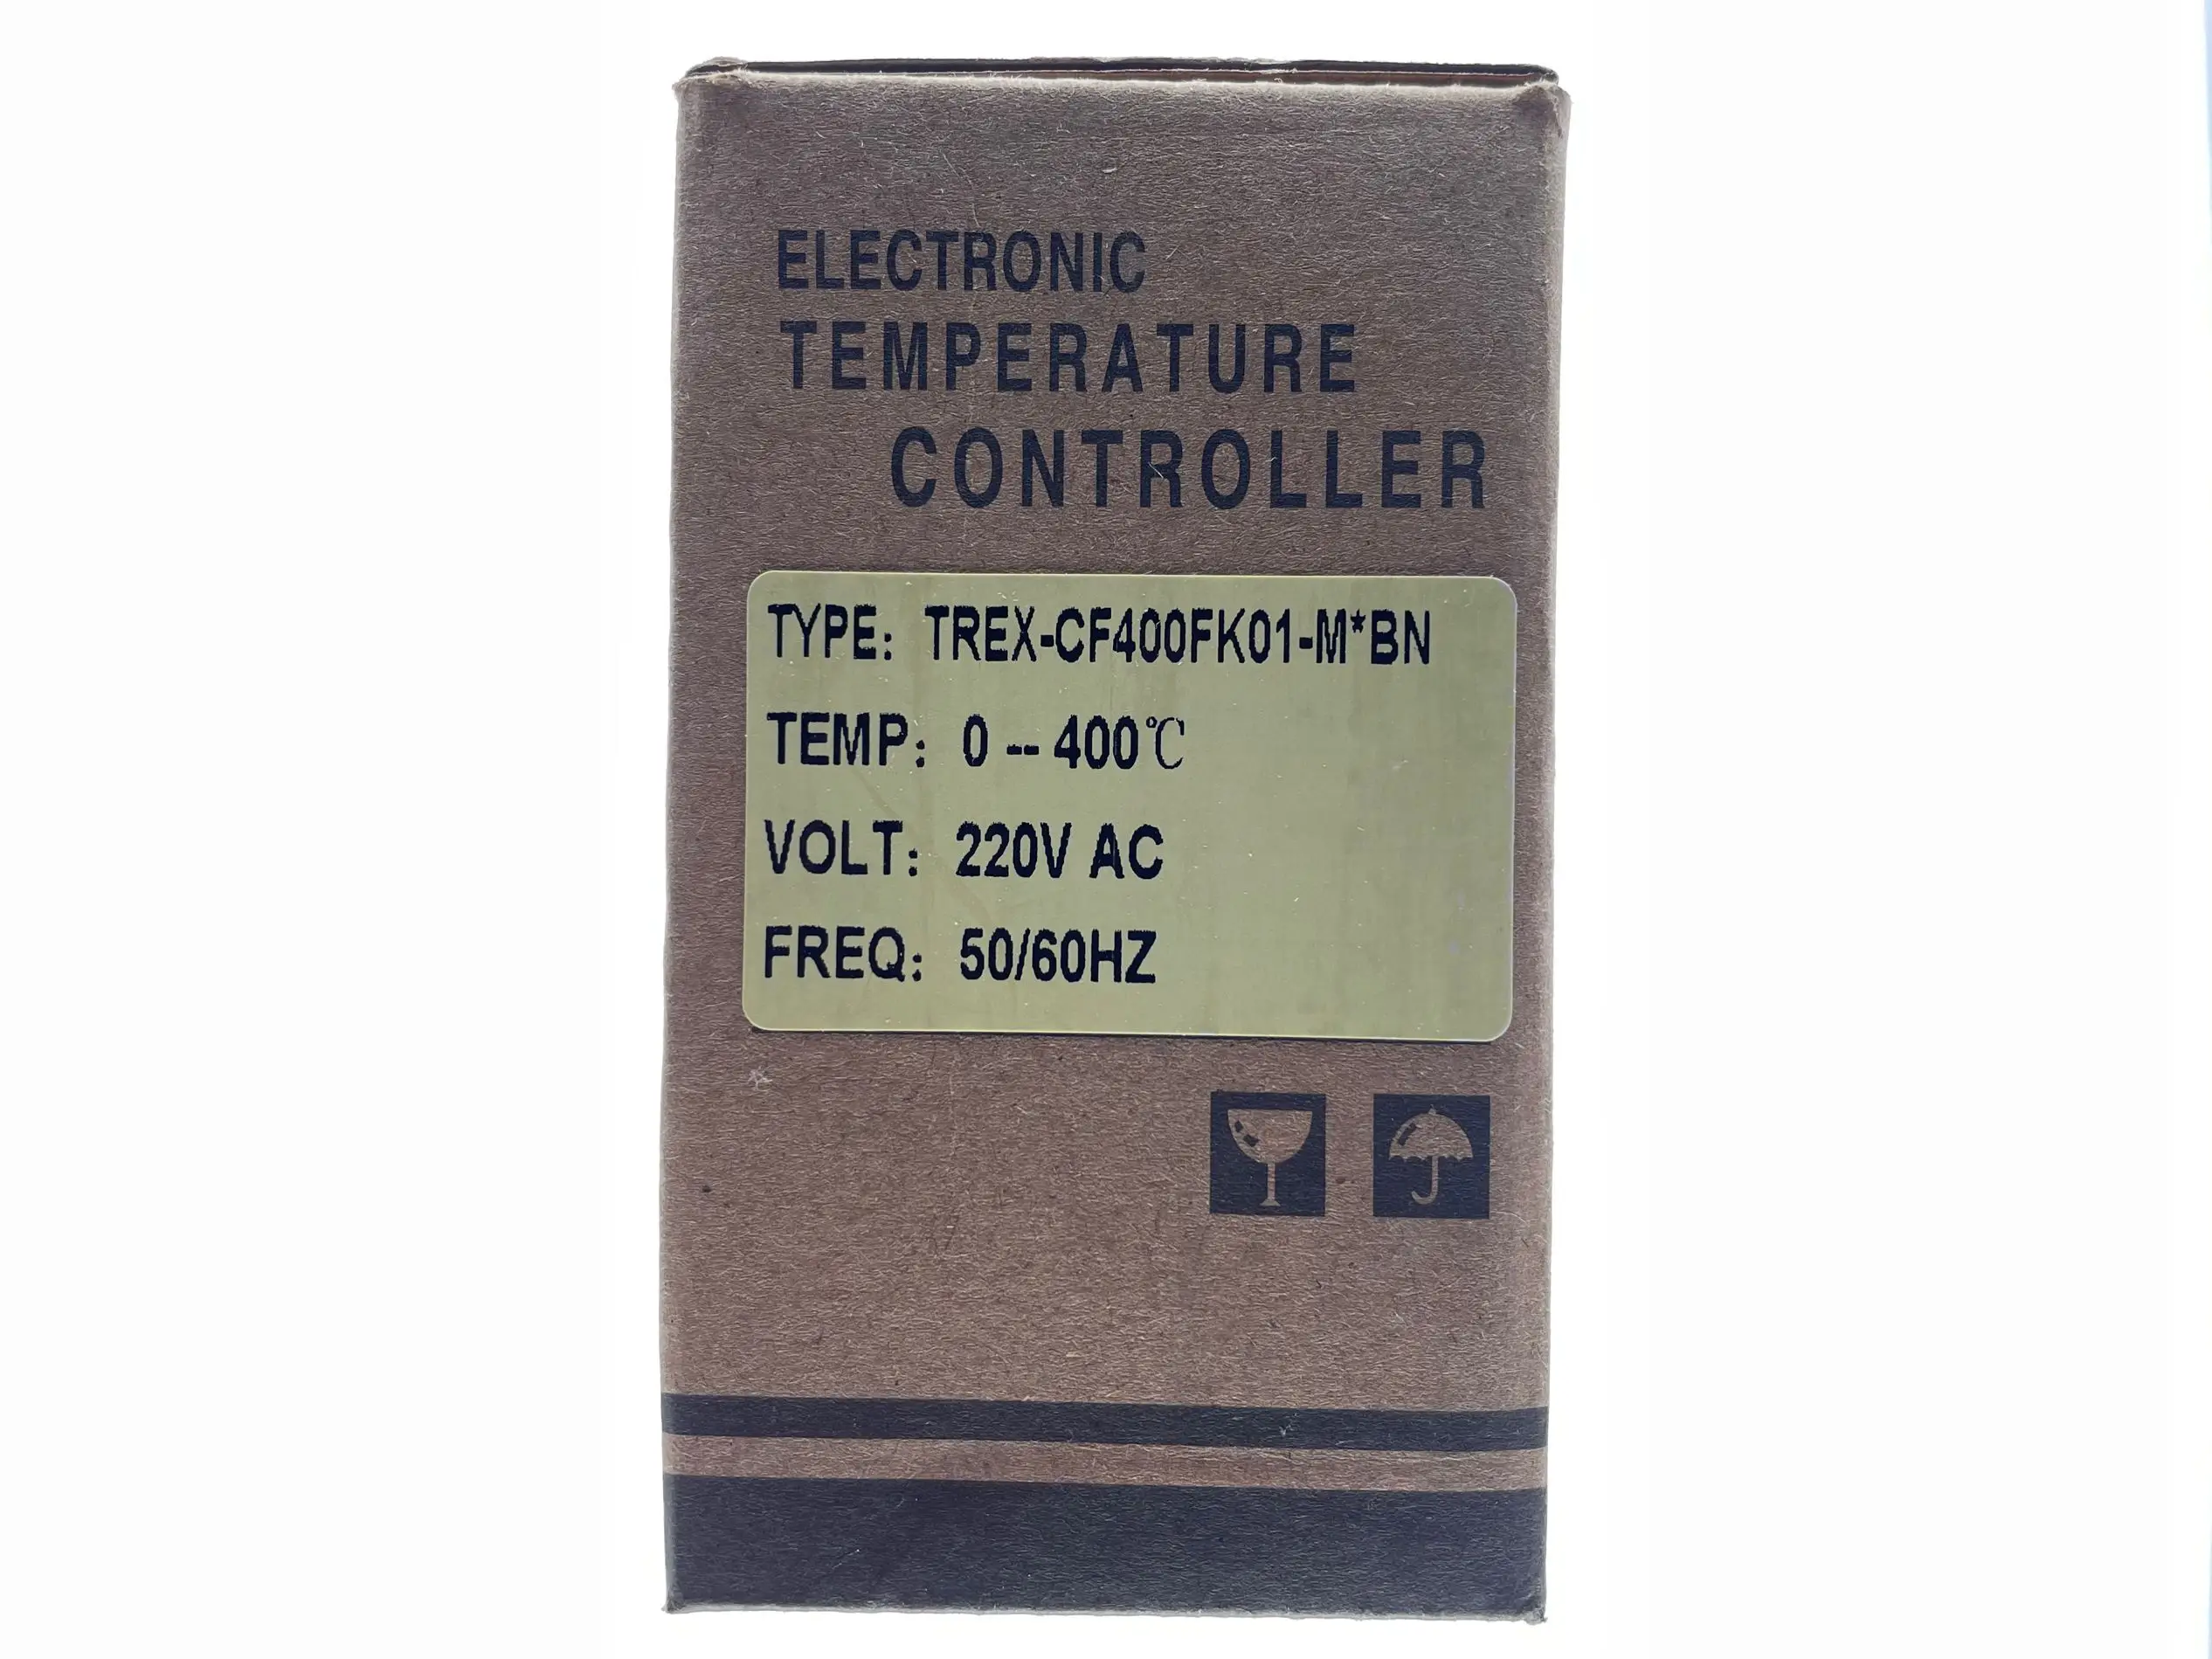 ELECTRONIC
TEMPERATURE
CONTROLLER
TYPE: TREX-CF400FK01-M*BN
TEMP: 0 -- 400℃
VOLT: 220V AC
FREQ: 50/60HZ